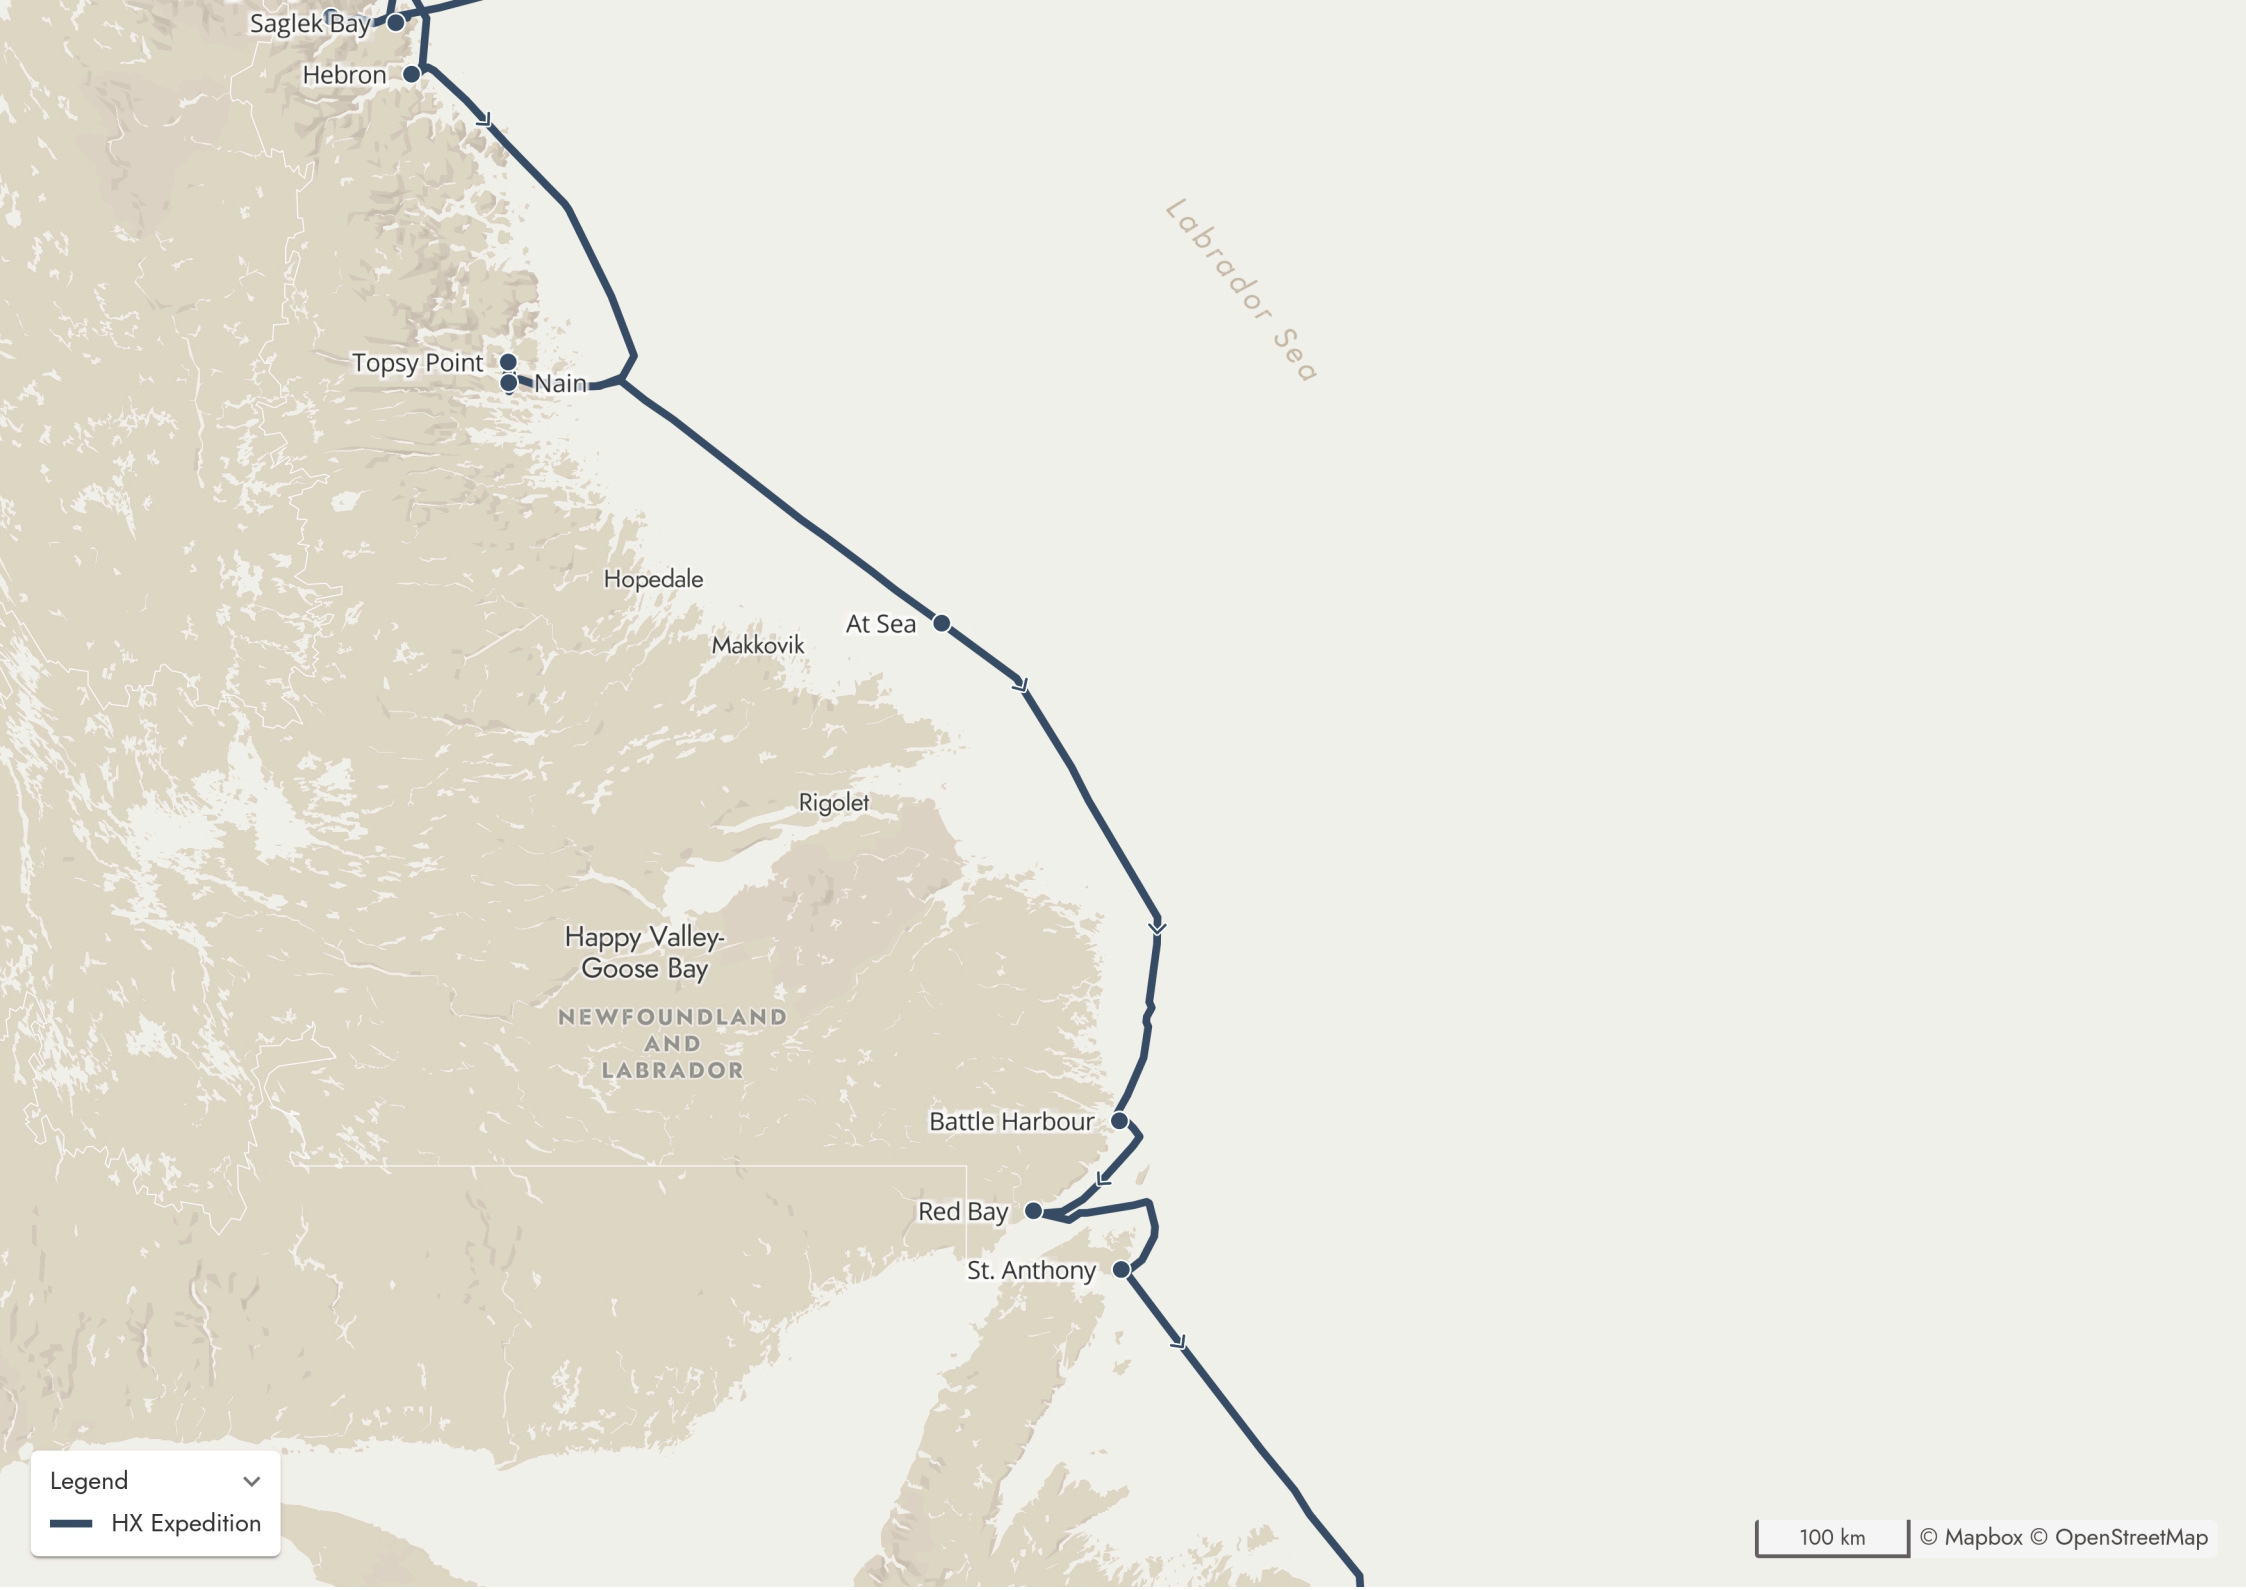 Saglek Bay
Hebron
Labrador Sea
Topsy Point
Nain
Hopedale
At Sea
Makkovik
Rigolet
Happy Valley-
Goose Bay
NEWFOUNDLAND
AND
LABRADOR
Battle Harbour
Red Bay
St. Anthony
Legend
HX Expedition
100 km
© Mapbox © OpenStreetMap